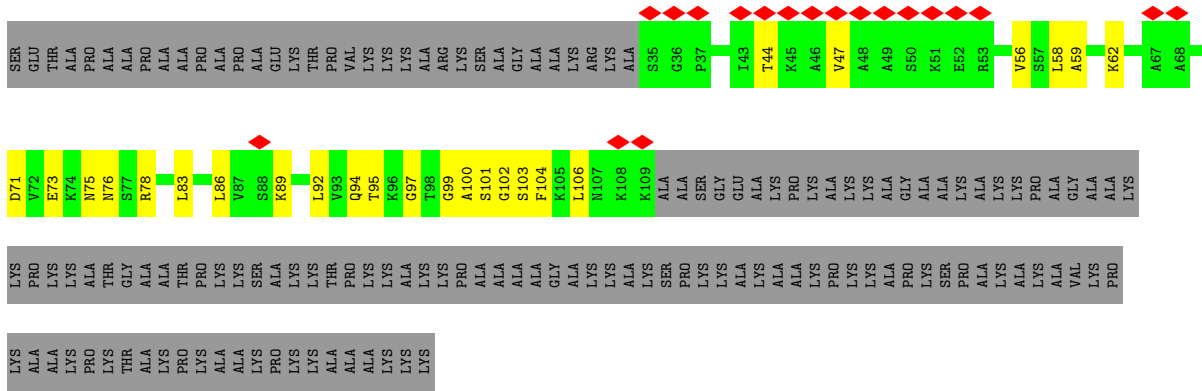 SER GLU THR ALA PRO ALA ALA PRO ALA ALA PRO ALA PRO ALA GLU LYS THR PRO VAL LYS LYS LYS ALA ARG LYS SER ALA GLY ALA ALA LYS ARG LYS ALA S35 G36 P37 I43 T44 K45 A46 V47 A48 A49 S50 K51 E52 R53 V56 S57 L58 A59 K62 A67 A68
D71 V72 E73 K74 N75 N76 S77 R78 L83 L86 V87 S88 K89 L92 V93 Q94 T95 K96 G97 T98 G99 A100 S101 G102 S103 F104 K105 L106 N107 K108 K109 ALA ALA SER GLY GLU ALA LYS PRO LYS ALA LYS LYS ALA GLY ALA ALA LYS ALA LYS LYS PRO ALA GLY ALA ALA LYS
LYS PRO LYS LYS ALA THR GLY ALA ALA THR PRO LYS LYS SER ALA LYS LYS THR PRO LYS LYS ALA LYS LYS PRO ALA ALA ALA ALA GLY ALA LYS LYS ALA LYS SER PRO LYS LYS ALA LYS ALA ALA LYS PRO LYS LYS ALA PRO LYS SER PRO ALA LYS ALA LYS ALA VAL LYS PRO
LYS ALA ALA LYS PRO LYS THR ALA LYS PRO LYS ALA ALA LYS PRO LYS LYS ALA ALA ALA LYS LYS LYS